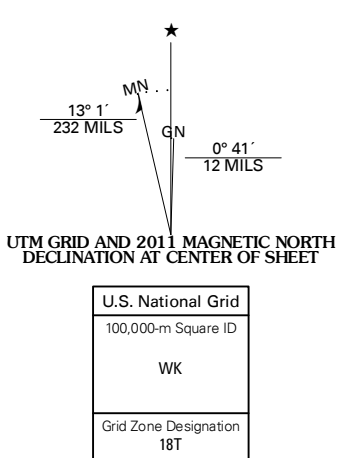 ★
MN
13° 1´
232 MILS
GN
0° 41´
12 MILS
UTM GRID AND 2011 MAGNETIC NORTH
DECLINATION AT CENTER OF SHEET
U.S. National Grid
100,000-m Square ID
WK
Grid Zone Designation
18T